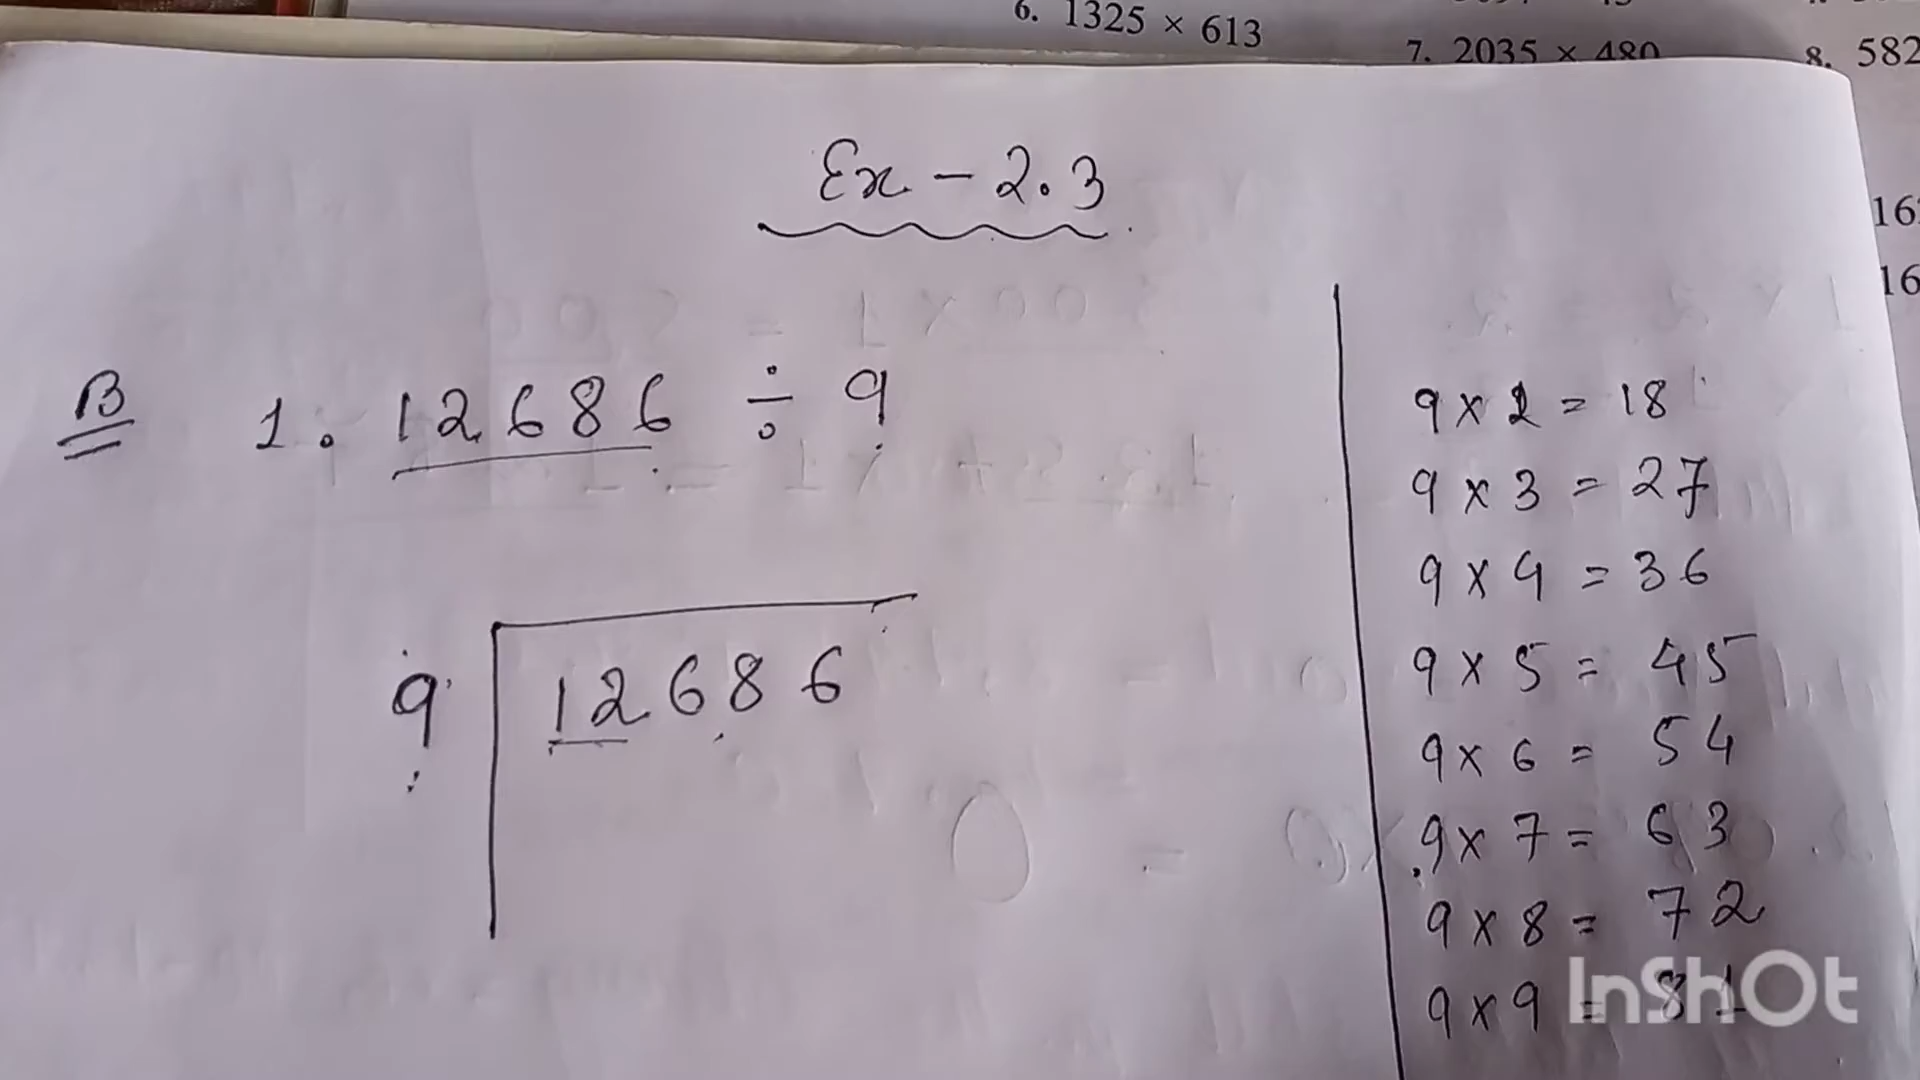 6. 1325 × 613
7. 2035 × 480
8. 582
Ex - 2.3
16
16
B 1. 12686 ÷ 9
9 12686
9 x 2 = 18
9 x 3 = 27
9 x 4 = 36
9 x 5 = 45
9 x 6 = 54
9 x 7 = 63
9 x 8 = 72
9 x 9 = 81
InShOt